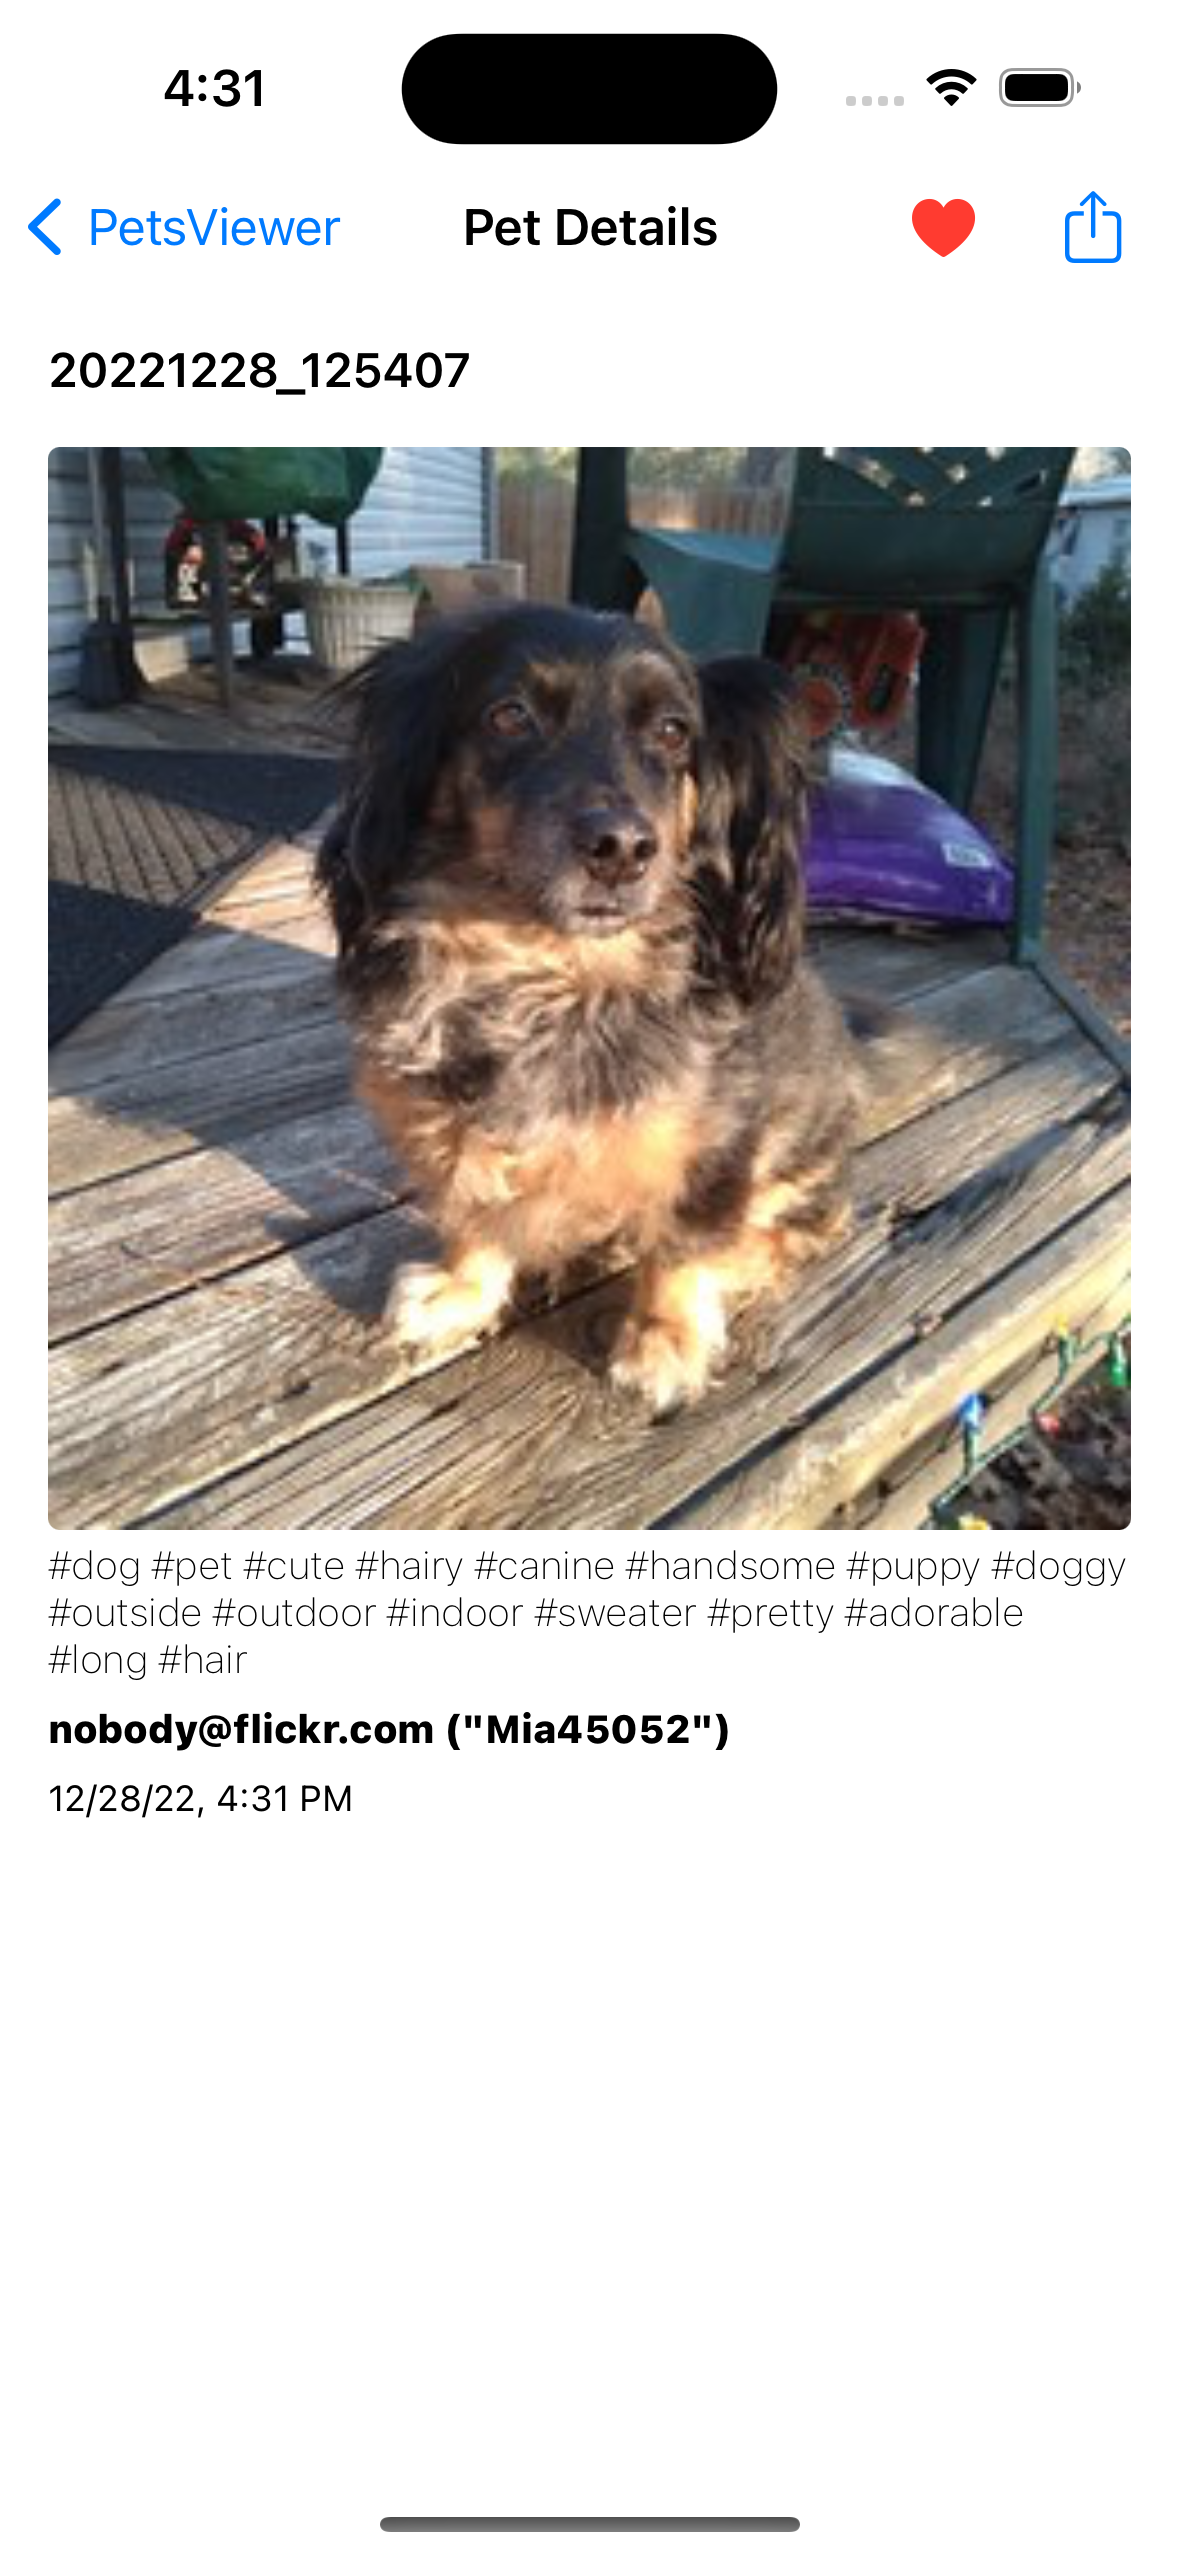 4:31
PetsViewer
Pet Details
20221228_125407
#dog #pet #cute #hairy #canine #handsome #puppy #doggy
#outside #outdoor #indoor #sweater #pretty #adorable
#long #hair
nobody@flickr.com ("Mia45052")
12/28/22, 4:31 PM